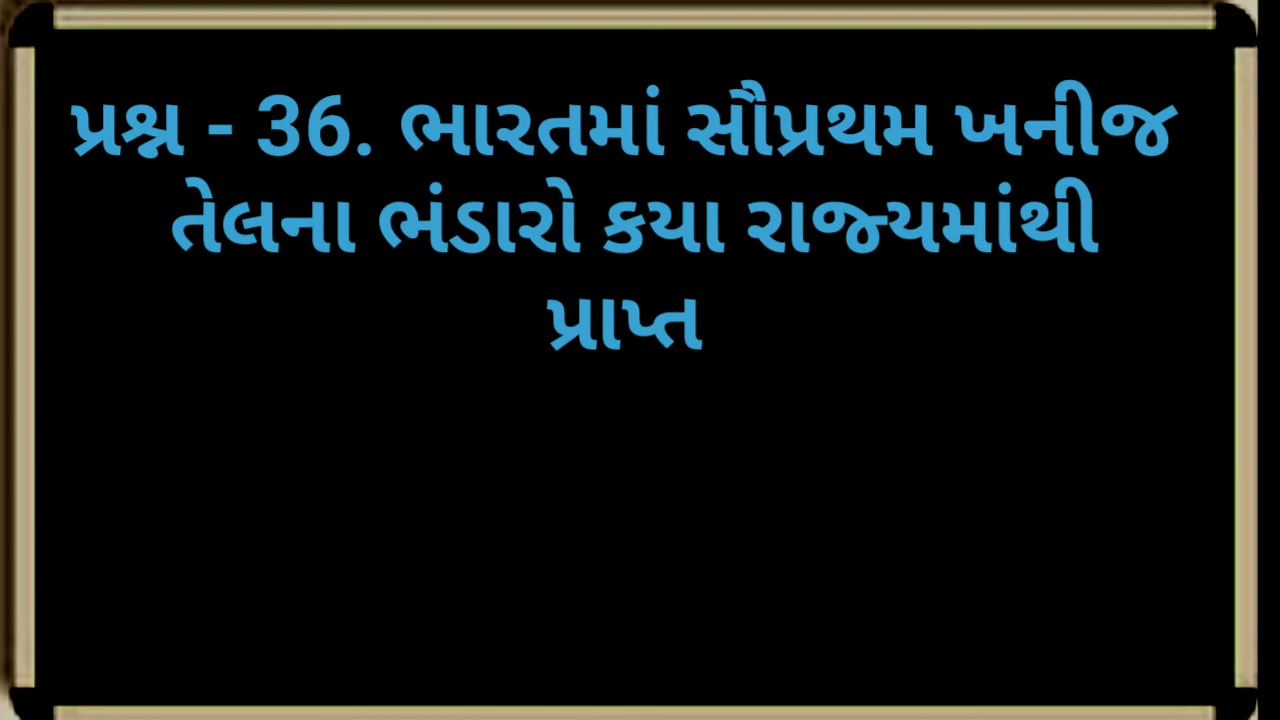 પ્રશ્ન - 36. ભારતમાં સૌપ્રથમ ખનીજ
તેલના ભંડારો કયા રાજ્યમાંથી
પ્રાપ્ત